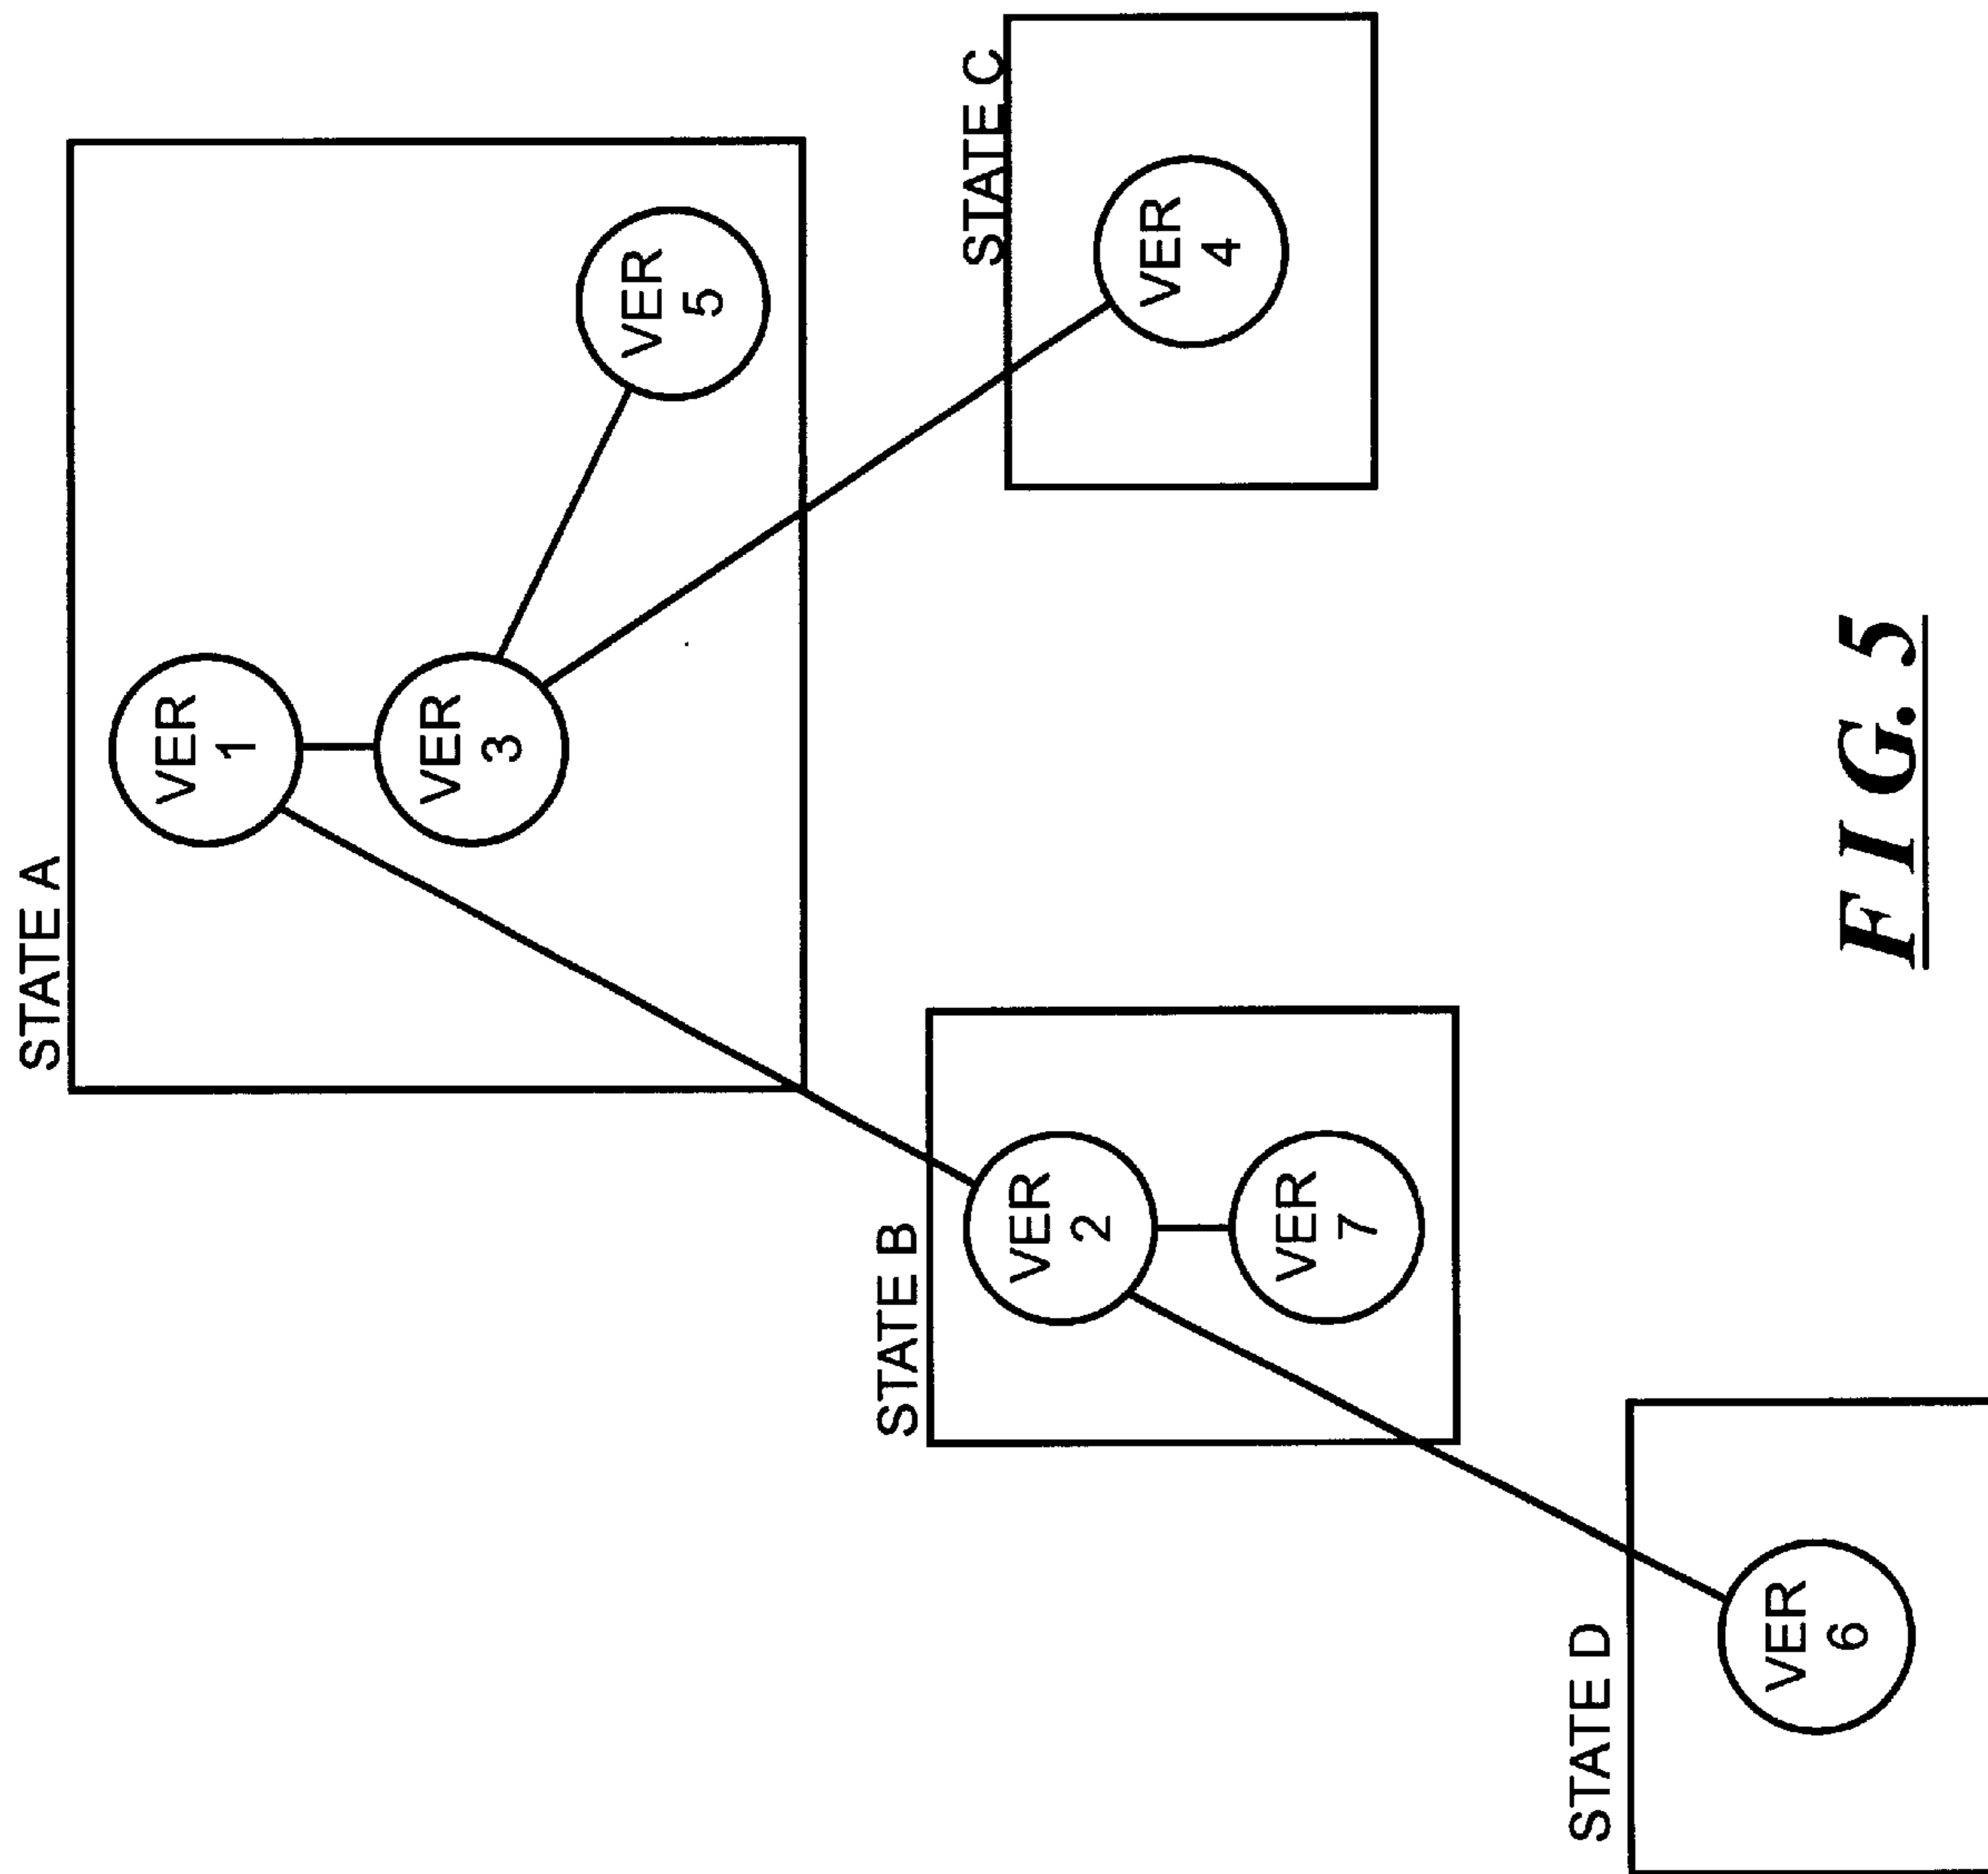 STATE A
VER
1
VER
3
VER
5
STATE B
VER
2
VER
7
STATE C
VER
4
STATE D
VER
6
FIG. 5